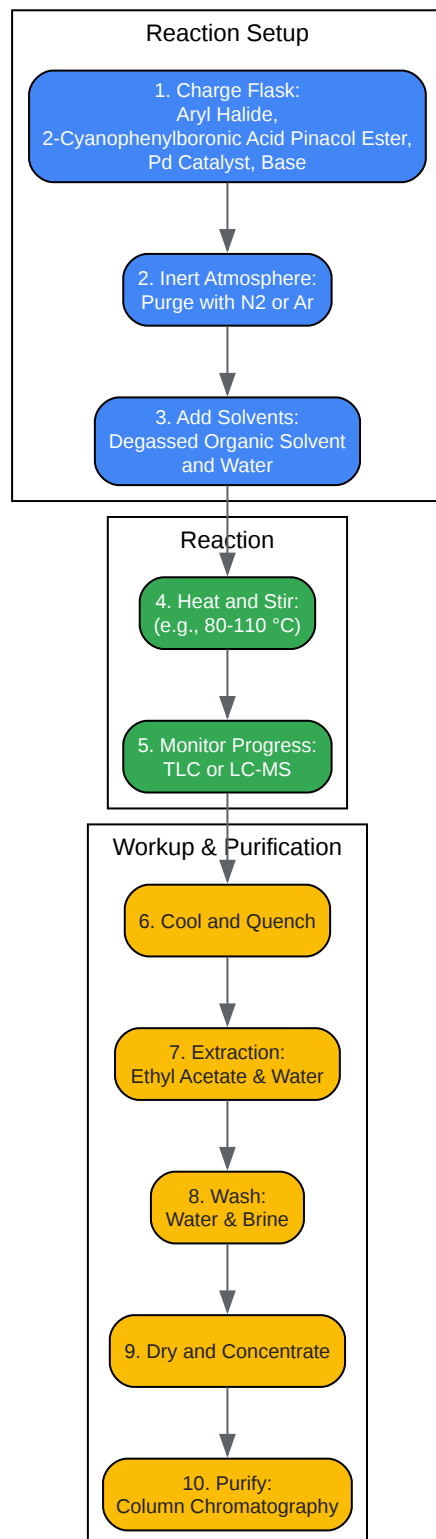 Reaction Setup
1. Charge Flask:
Aryl Halide,
2-Cyanophenylboronic Acid Pinacol Ester,
Pd Catalyst, Base
2. Inert Atmosphere:
Purge with N2 or Ar
3. Add Solvents:
Degassed Organic Solvent
and Water
Reaction
4. Heat and Stir:
(e.g., 80-110 °C)
5. Monitor Progress:
TLC or LC-MS
Workup & Purification
6. Cool and Quench
7. Extraction:
Ethyl Acetate & Water
8. Wash:
Water & Brine
9. Dry and Concentrate
10. Purify:
Column Chromatography